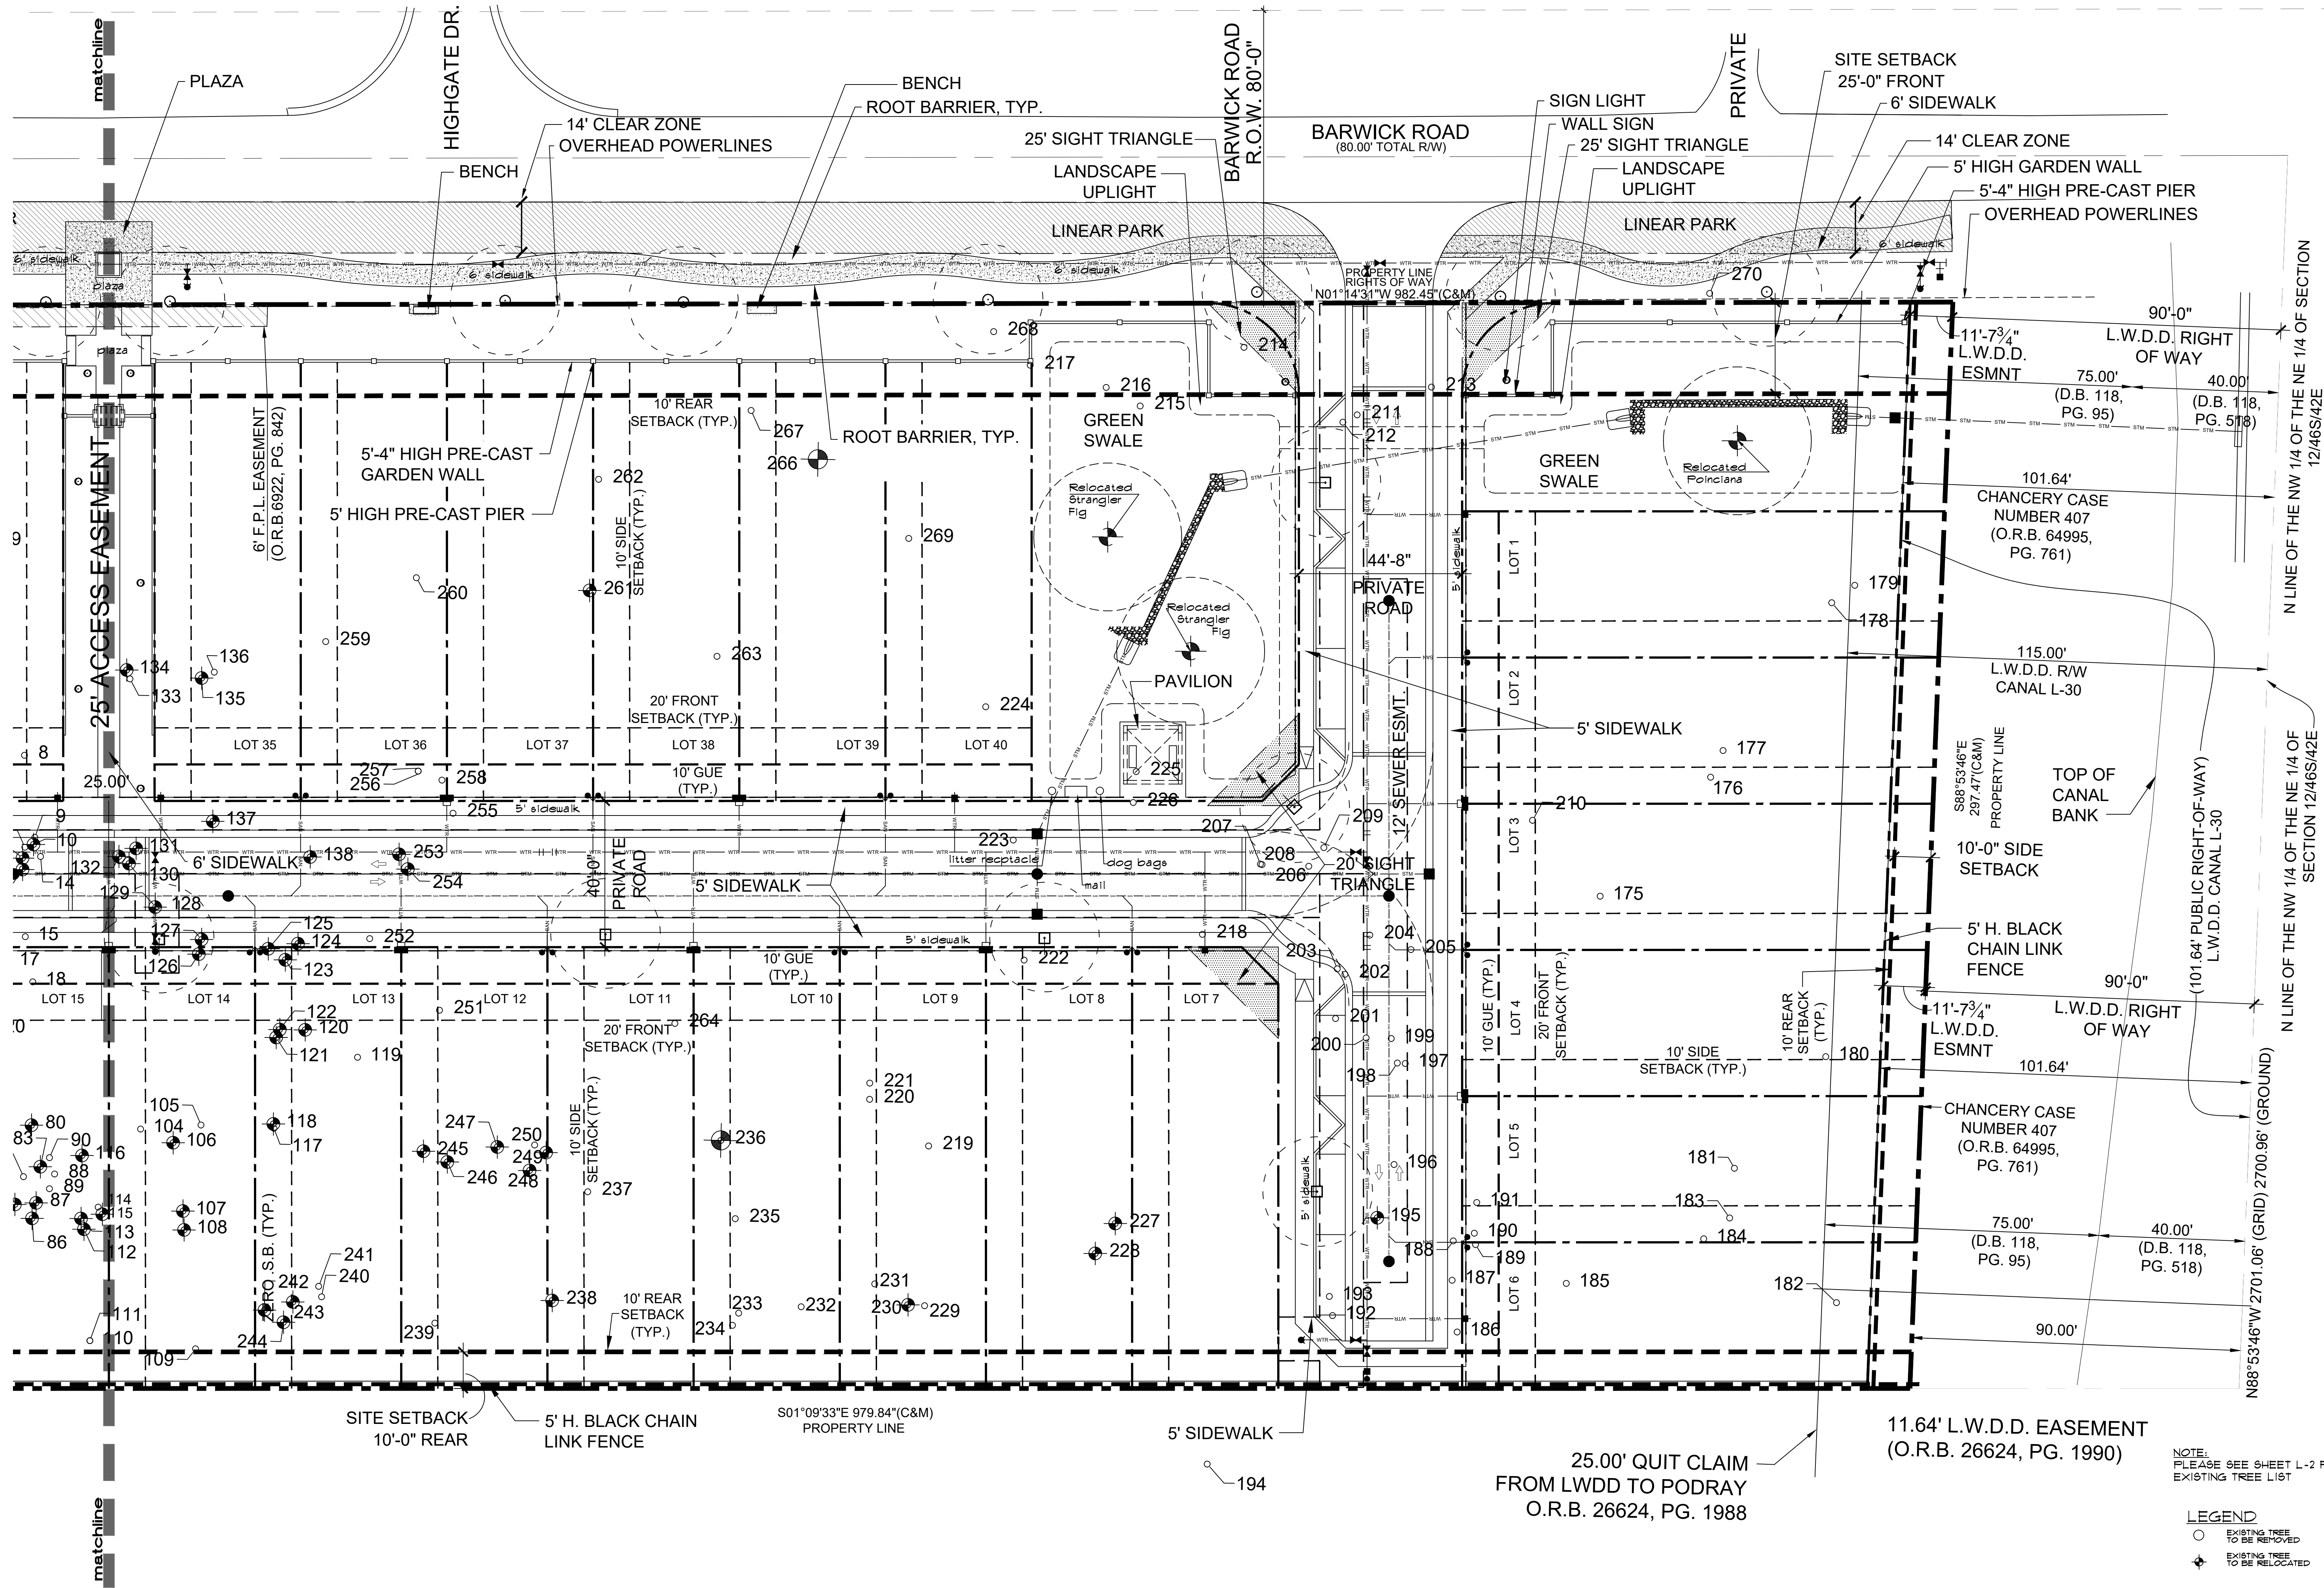 matchline
PLAZA
HIGHGATE DR.
BENCH
ROOT BARRIER, TYP.
14' CLEAR ZONE
OVERHEAD POWERLINES
BENCH
BARWICK ROAD
R.O.W. 80'-0"
25' SIGHT TRIANGLE
LANDSCAPE
UPLIGHT
LINEAR PARK
BARWICK ROAD
(80.00' TOTAL R/W)
SIGN LIGHT
WALL SIGN
25' SIGHT TRIANGLE
LANDSCAPE
UPLIGHT
LINEAR PARK
PRIVATE
SITE SETBACK
25'-0" FRONT
6' SIDEWALK
14' CLEAR ZONE
5' HIGH GARDEN WALL
5'-4" HIGH PRE-CAST PIER
OVERHEAD POWERLINES
6' sidewalk
plaza
6' sidewalk
6' sidewalk
6' sidewalk
plaza
PROPERTY LINE
RIGHTS OF WAY
N01°14'31"W 982.45"(C&M)
270
268
217
214
216
215
213
211
212
GREEN
SWALE
GREEN
SWALE
10' REAR
SETBACK (TYP.)
267
266
ROOT BARRIER, TYP.
5'-4" HIGH PRE-CAST
GARDEN WALL
5' HIGH PRE-CAST PIER
6' F.P.L. EASEMENT
(O.R.B.6922, PG. 842)
25' ACCESS EASEMENT
262
10' SIDE
SETBACK (TYP.)
261
260
269
259
263
224
134
133
136
135
Relocated
Strangler
Fig
Relocated
Strangler
Fig
Relocated
Poinciana
PAVILION
44'-8"
PRIVATE
ROAD
5' sidewalk
12' SEWER ESMT.
5' SIDEWALK
LOT 1
LOT 2
LOT 3
LOT 4
LOT 5
LOT 6
179
178
177
176
175
210
90'-0"
L.W.D.D. RIGHT
OF WAY
11'-7¾"
L.W.D.D.
ESMNT
75.00'
(D.B. 118,
PG. 95)
40.00'
(D.B. 118,
PG. 518)
101.64'
CHANCERY CASE
NUMBER 407
(O.R.B. 64995,
PG. 761)
115.00'
L.W.D.D. R/W
CANAL L-30
N LINE OF THE NW 1/4 OF THE NE 1/4 OF SECTION
12/46S/42E
S88°53'46"E
297.47'(C&M)
PROPERTY LINE
TOP OF
CANAL
BANK
(101.64' PUBLIC RIGHT-OF-WAY)
L.W.D.D. CANAL L-30
N LINE OF THE NW 1/4 OF THE NE 1/4 OF
SECTION 12/46S/42E
20' FRONT
SETBACK (TYP.)
LOT 35
LOT 36
LOT 37
LOT 38
LOT 39
LOT 40
8
25.00'
257
256
258
255
10' GUE
(TYP.)
5' sidewalk
225
226
9
10
14
132
131
130
129
128
137
6' SIDEWALK
138
253
254
40'-0"
PRIVATE
ROAD
5' SIDEWALK
223
litter receptacle
mail
dog bags
207
208
206
209
20' SIGHT
TRIANGLE
10'-0" SIDE
SETBACK
15
17
18
127
126
125
124
123
252
5' sidewalk
10' GUE
(TYP.)
222
218
203
204
205
202
LOT 15
LOT 14
LOT 13
LOT 12
LOT 11
LOT 10
LOT 9
LOT 8
LOT 7
122
120
121
119
251
264
20' FRONT
SETBACK (TYP.)
201
200
199
198
197
10' GUE (TYP.)
20' FRONT
SETBACK (TYP.)
10' SIDE
SETBACK (TYP.)
10' REAR
SETBACK
(TYP.)
180
5' H. BLACK
CHAIN LINK
FENCE
90'-0"
L.W.D.D. RIGHT
OF WAY
11'-7¾"
L.W.D.D.
ESMNT
101.64'
CHANCERY CASE
NUMBER 407
(O.R.B. 64995,
PG. 761)
80
83
90
88
89
87
86
116
114
115
113
112
105
104
106
107
108
118
117
ZERO .S.B. (TYP.)
247
245
246
250
249
248
10' SIDE
SETBACK (TYP.)
237
236
235
221
220
219
227
228
196
195
5' sidewalk
191
190
189
188
187
186
185
181
183
184
182
75.00'
(D.B. 118,
PG. 95)
40.00'
(D.B. 118,
PG. 518)
90.00'
N88°53'46"W 2701.06' (GRID) 2700.96' (GROUND)
241
240
242
243
244
239
238
10' REAR
SETBACK
(TYP.)
233
234
232
231
230
229
193
192
111
10
109
SITE SETBACK
10'-0" REAR
5' H. BLACK CHAIN
LINK FENCE
S01°09'33"E 979.84"(C&M)
PROPERTY LINE
5' SIDEWALK
194
25.00' QUIT CLAIM
FROM LWDD TO PODRAY
O.R.B. 26624, PG. 1988
11.64' L.W.D.D. EASEMENT
(O.R.B. 26624, PG. 1990)
NOTE:
PLEASE SEE SHEET L-2 F
EXISTING TREE LIST
LEGEND
EXISTING TREE
TO BE REMOVED
EXISTING TREE
TO BE RELOCATED
matchline